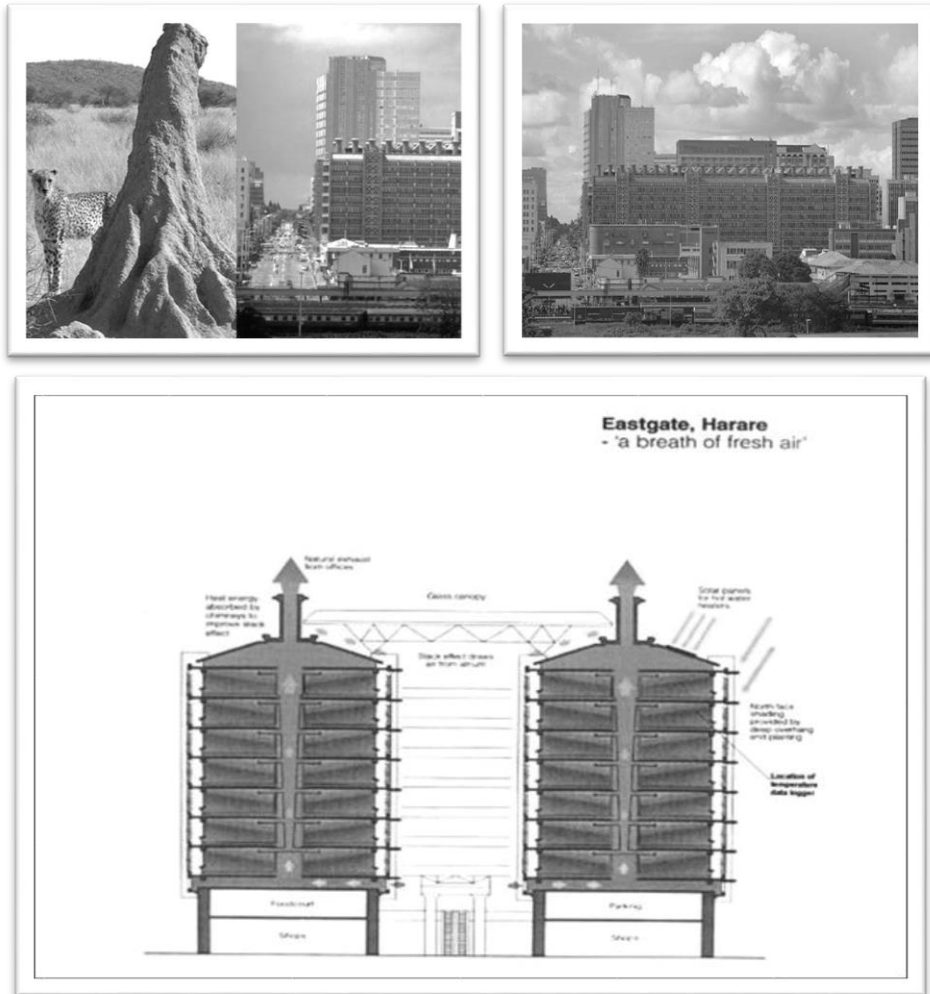 Eastgate, Harare
- 'a breath of fresh air'
Natural exhaust
from offices
Heat energy
absorbed by
chimneys to
improve stack
effect
Glass canopy
Stack effect draws
air from atrium
Solar panels
for hot water
heaters
North-face
shading
provided by
deep overhang
and planting
Location of
temperature
data logger
Foodcourt
Shops
Parking
Shops